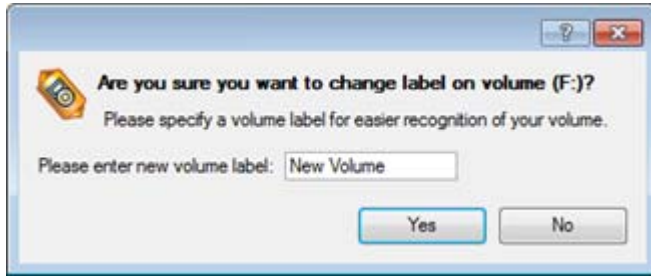 Are you sure you want to change label on volume (F:)?
Please specify a volume label for easier recognition of your volume.
Please enter new volume label: New Volume
Yes No